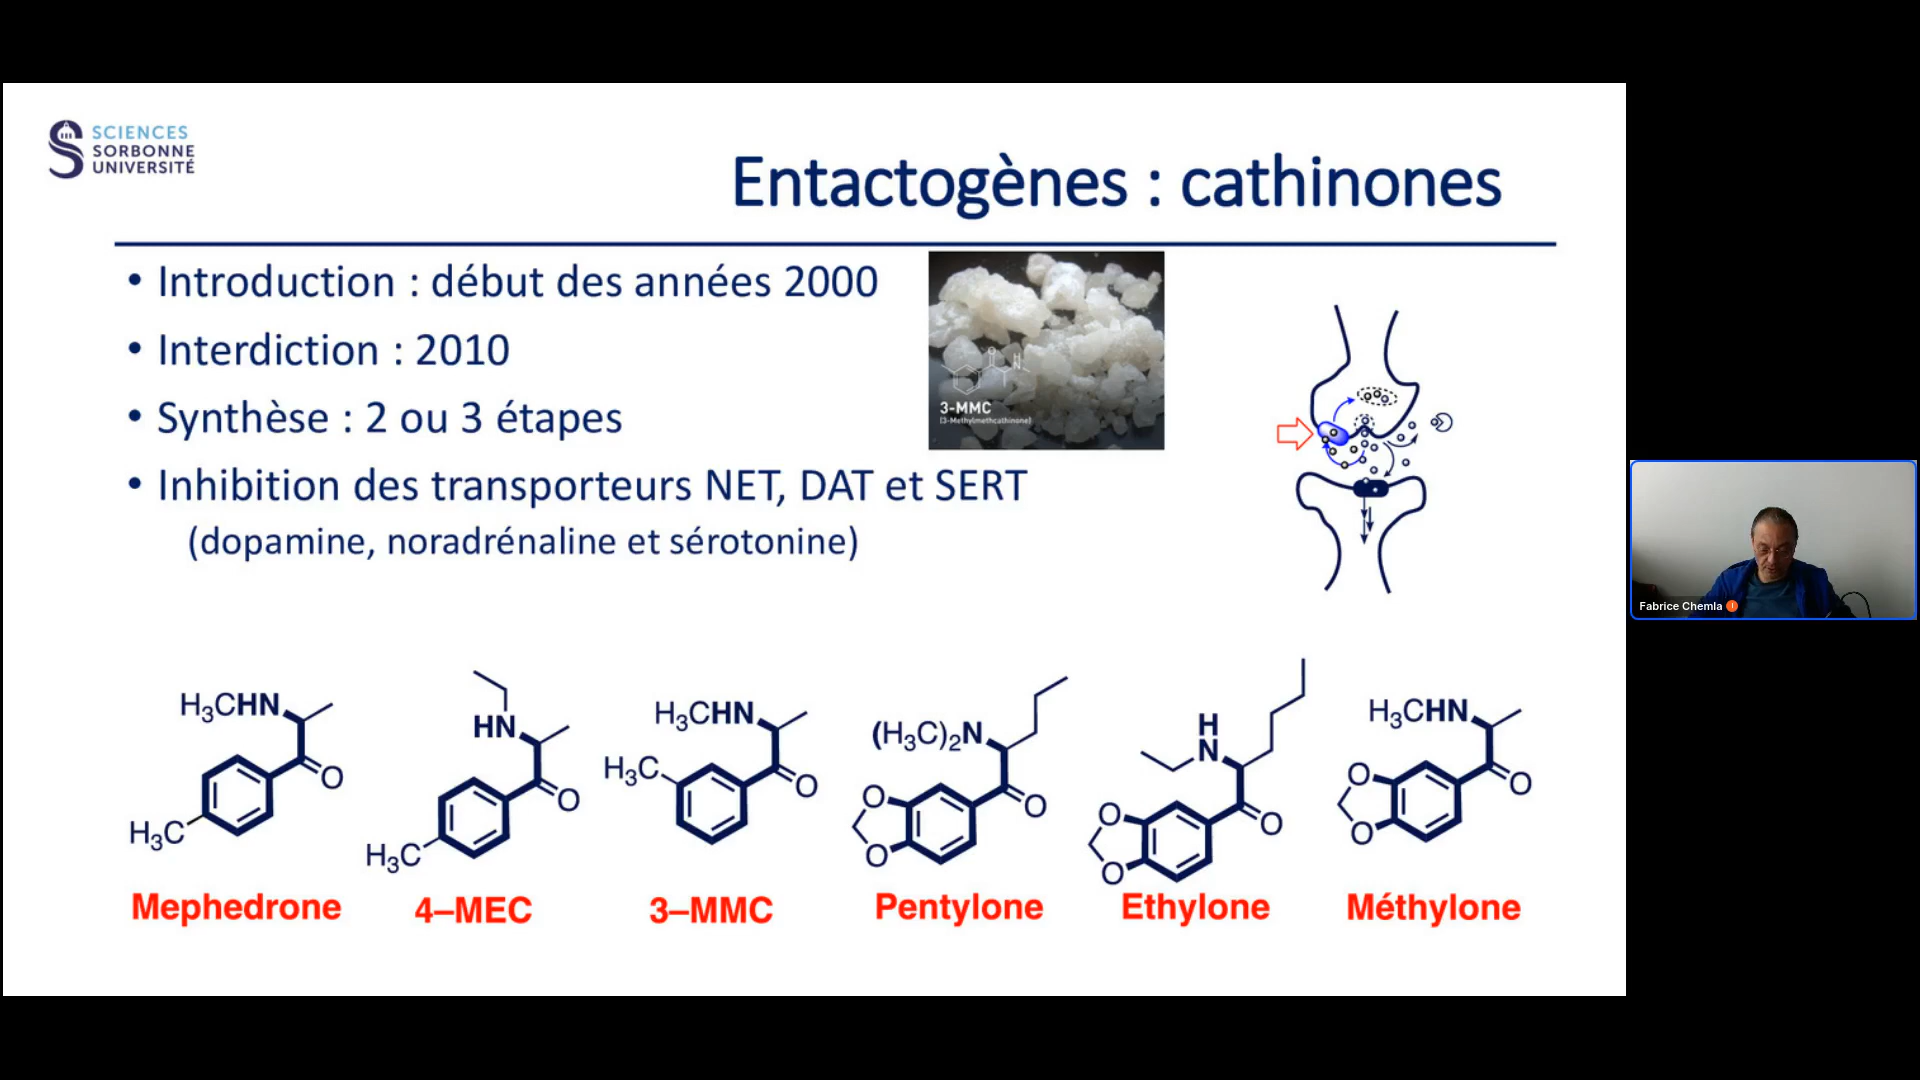 SCIENCES
SORBONNE
UNIVERSITÉ
Entactogènes : cathinones
• Introduction : début des années 2000
• Interdiction : 2010
• Synthèse : 2 ou 3 étapes
• Inhibition des transporteurs NET, DAT et SERT
(dopamine, noradrénaline et sérotonine)
3-MMC
(3-Methylmethcathinone)
H₃CHN
O
H₃C
Mephedrone
HN
O
H₃C
4–MEC
H₃CHN
H₃C
O
3–MMC
(H₃C)₂N
O
O
O
Pentylone
H
N
O
O
O
Ethylone
H₃CHN
O
O
O
Méthylone
Fabrice Chemla